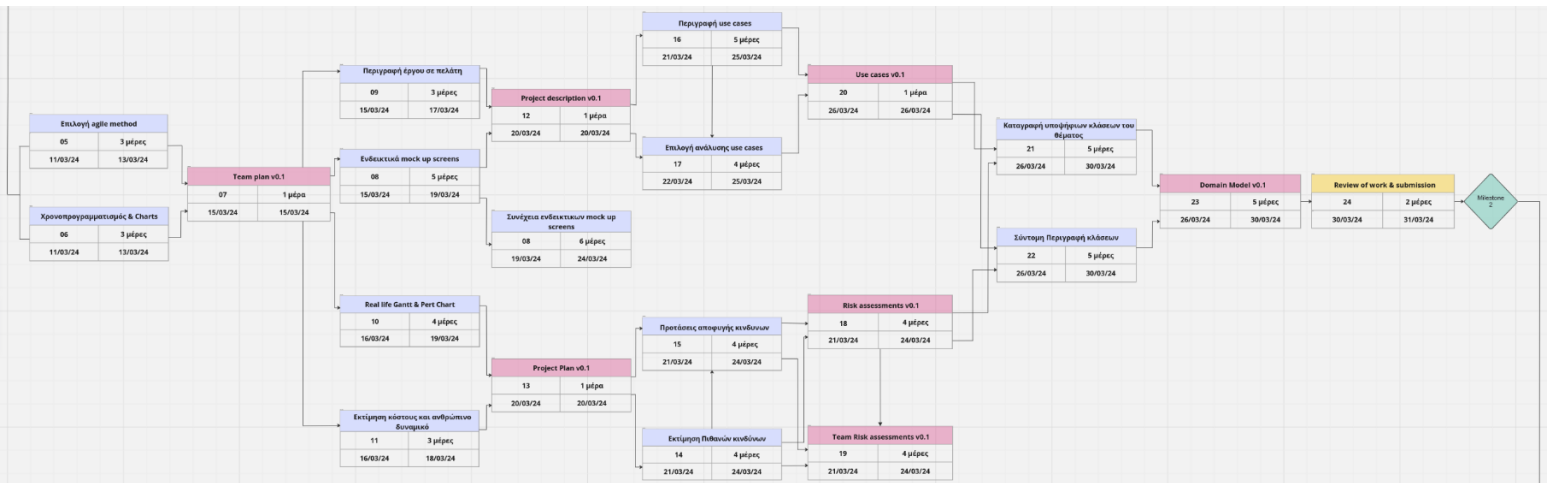 Επιλογή agile method
05 3 μέρες
11/03/24 13/03/24
Χρονοπρογραμματισμός & Charts
06 3 μέρες
11/03/24 13/03/24
Team plan v0.1
07 1 μέρα
15/03/24 15/03/24
Περιγραφή έργου σε πελάτη
09 3 μέρες
15/03/24 17/03/24
Ενδεικτικά mock up screens
08 5 μέρες
15/03/24 19/03/24
Συνέχεια ενδεικτικων mock up
screens
08 6 μέρες
19/03/24 24/03/24
Real life Gantt & Pert Chart
10 4 μέρες
16/03/24 19/03/24
Εκτίμηση κόστους και ανθρώπινο
δυναμικό
11 3 μέρες
16/03/24 18/03/24
Project description v0.1
12 1 μέρα
20/03/24 20/03/24
Project Plan v0.1
13 1 μέρα
20/03/24 20/03/24
Περιγραφή use cases
16 5 μέρες
21/03/24 25/03/24
Επιλογή ανάλυσης use cases
17 4 μέρες
22/03/24 25/03/24
Προτάσεις αποφυγής κινδυνων
15 4 μέρες
21/03/24 24/03/24
Εκτίμηση Πιθανών κινδύνων
14 4 μέρες
21/03/24 24/03/24
Use cases v0.1
20 1 μέρα
26/03/24 26/03/24
Risk assessments v0.1
18 4 μέρες
21/03/24 24/03/24
Team Risk assessments v0.1
19 4 μέρες
21/03/24 24/03/24
Καταγραφή υποψήφιων κλάσεων του
θέματος
21 5 μέρες
26/03/24 30/03/24
Σύντομη Περιγραφή κλάσεων
22 5 μέρες
26/03/24 30/03/24
Domain Model v0.1
23 5 μέρες
26/03/24 30/03/24
Review of work & submission
24 2 μέρες
30/03/24 31/03/24
Milestone
2